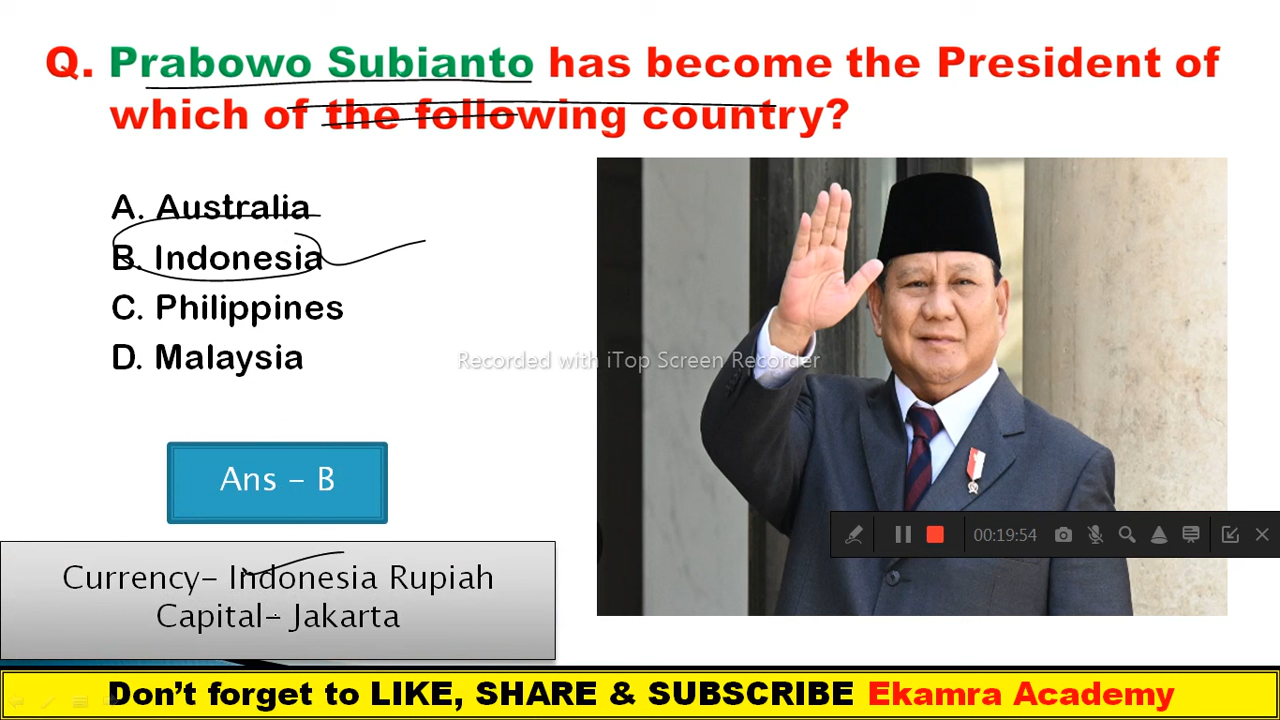 Q. Prabowo Subianto has become the President of
which of the following country?
A. Australia
B. Indonesia
C. Philippines
D. Malaysia
Recorded with iTop Screen Recorder
Ans – B
00:19:54
Currency– Indonesia Rupiah
Capital– Jakarta
Don't forget to LIKE, SHARE & SUBSCRIBE Ekamra Academy